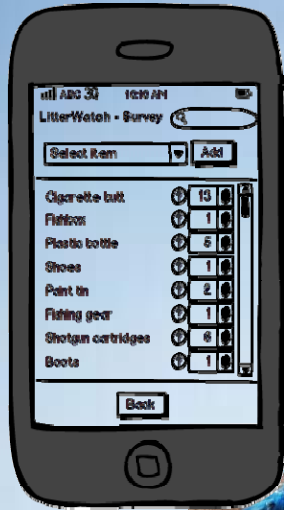 ABC 3G 10:10 AM
LitterWatch - Survey
Select Item Add
Cigarette butt 13
Fishbox 1
Plastic bottle 5
Shoes 1
Paint tin 2
Fishing gear 1
Shotgun cartridges 6
Boots 1
Back